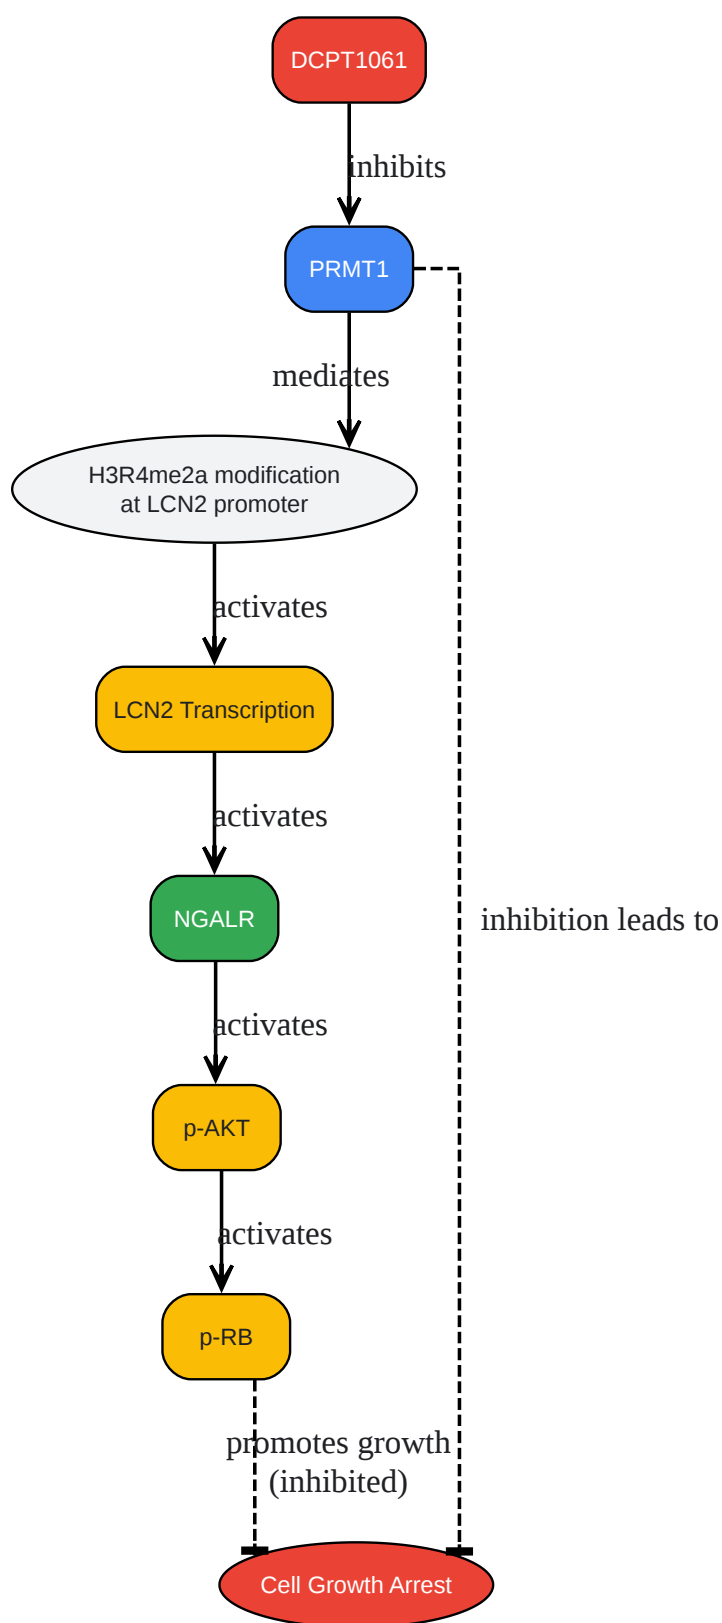 DCPT1061
inhibits
PRMT1
mediates
H3R4me2a modification
at LCN2 promoter
activates
LCN2 Transcription
activates
NGALR
inhibition leads to
activates
p-AKT
activates
p-RB
promotes growth
(inhibited)
Cell Growth Arrest